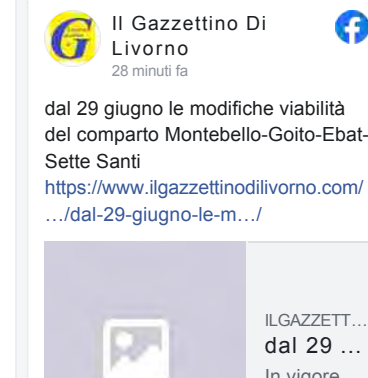 Il Gazzettino Di
Livorno
28 minuti fa
dal 29 giugno le modifiche viabilità
del comparto Montebello-Goito-Ebat-
Sette Santi
https://www.ilgazzettinodilivorno.com/
…/dal-29-giugno-le-m…/
ILGAZZETT…
dal 29 …
In vigore